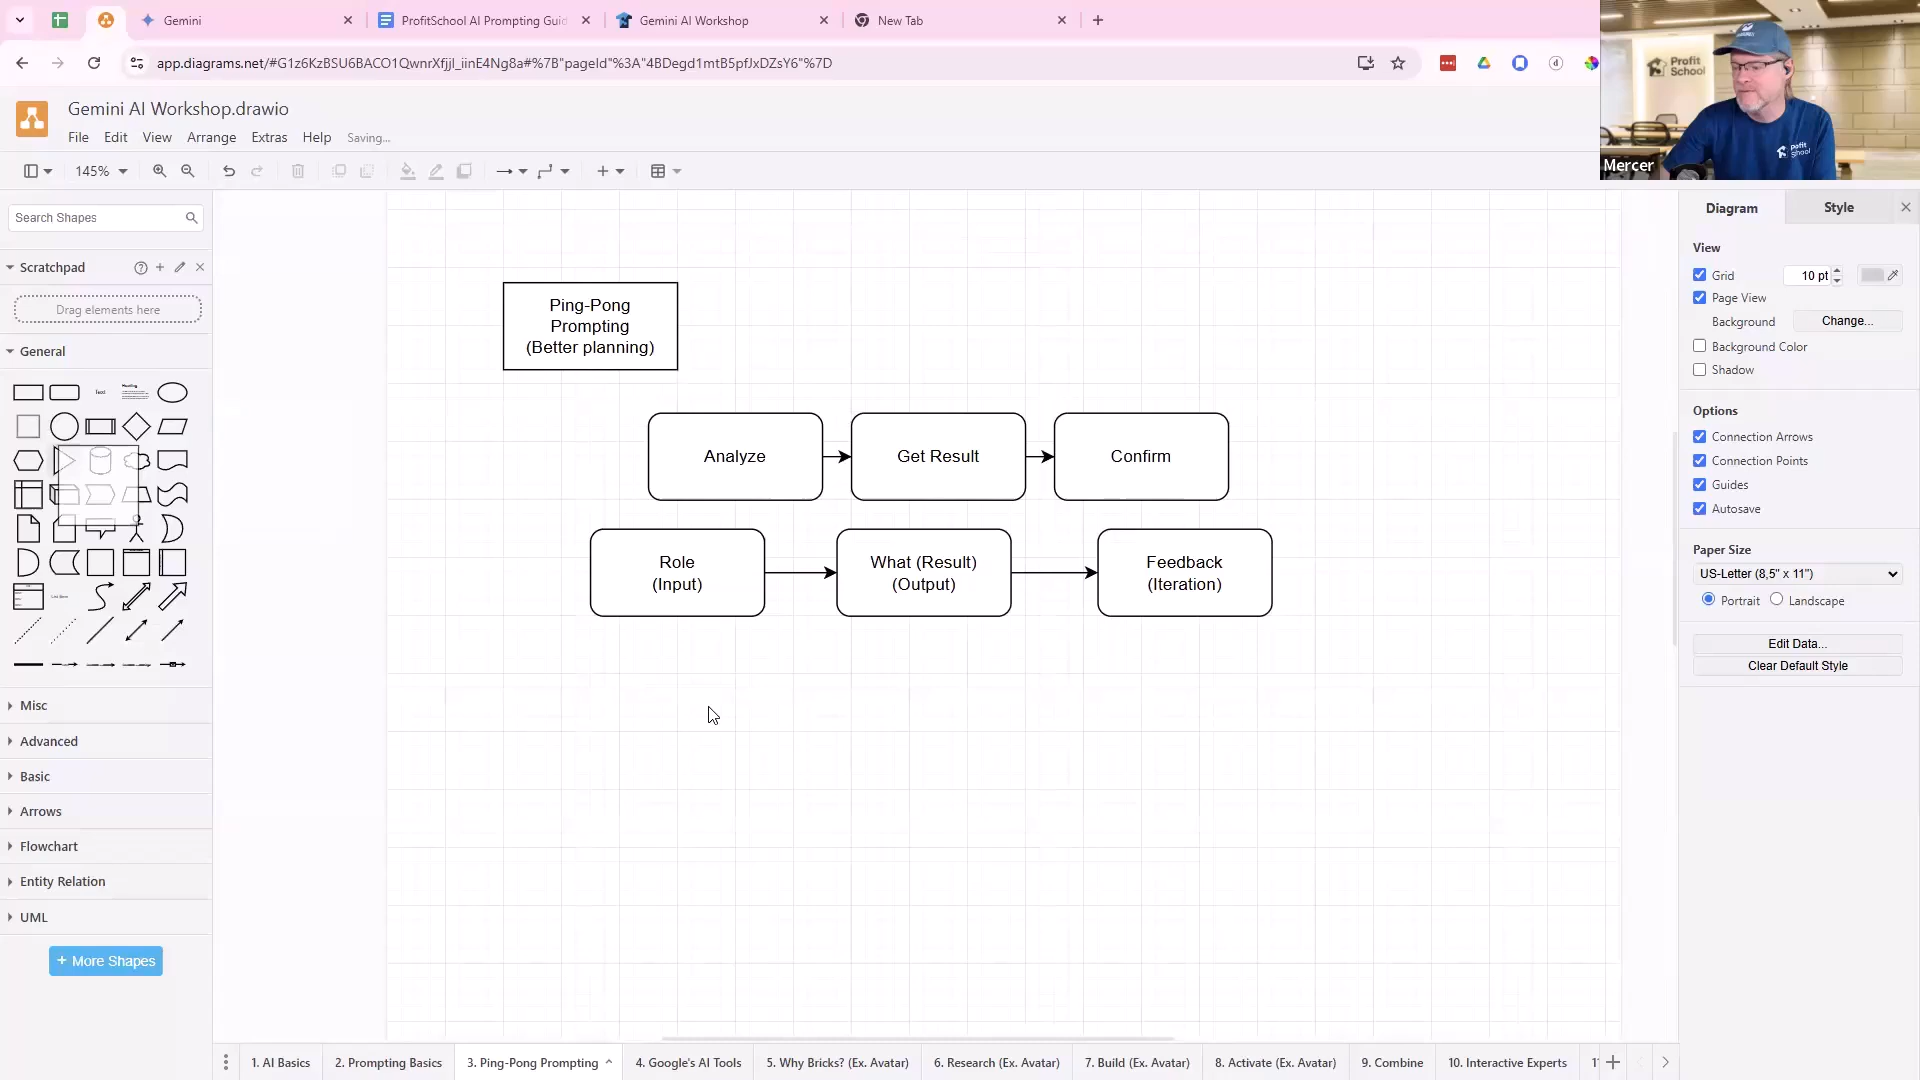 Gemini
ProfitSchool AI Prompting Guid
Gemini AI Workshop
New Tab
app.diagrams.net/#G1z6KzBSU6BACO1QwnrXfjjl_iinE4Ng8a#%7B"pageId"%3A"4BDegd1mtB5pfJxDZsY6"%7D
Gemini AI Workshop.drawio
File Edit View Arrange Extras Help Saving...
145%
Profit
School
profit
School
Mercer
Search Shapes
Scratchpad
Drag elements here
General
Text
Heading
List Item
Misc
Advanced
Basic
Arrows
Flowchart
Entity Relation
UML
+ More Shapes
Ping-Pong
Prompting
(Better planning)
Analyze
Get Result
Confirm
Role
(Input)
What (Result)
(Output)
Feedback
(Iteration)
Diagram
Style
View
Grid
10 pt
Page View
Background
Change...
Background Color
Shadow
Options
Connection Arrows
Connection Points
Guides
Autosave
Paper Size
US-Letter (8,5" x 11")
Portrait
Landscape
Edit Data...
Clear Default Style
1. AI Basics
2. Prompting Basics
3. Ping-Pong Prompting
4. Google's AI Tools
5. Why Bricks? (Ex. Avatar)
6. Research (Ex. Avatar)
7. Build (Ex. Avatar)
8. Activate (Ex. Avatar)
9. Combine
10. Interactive Experts